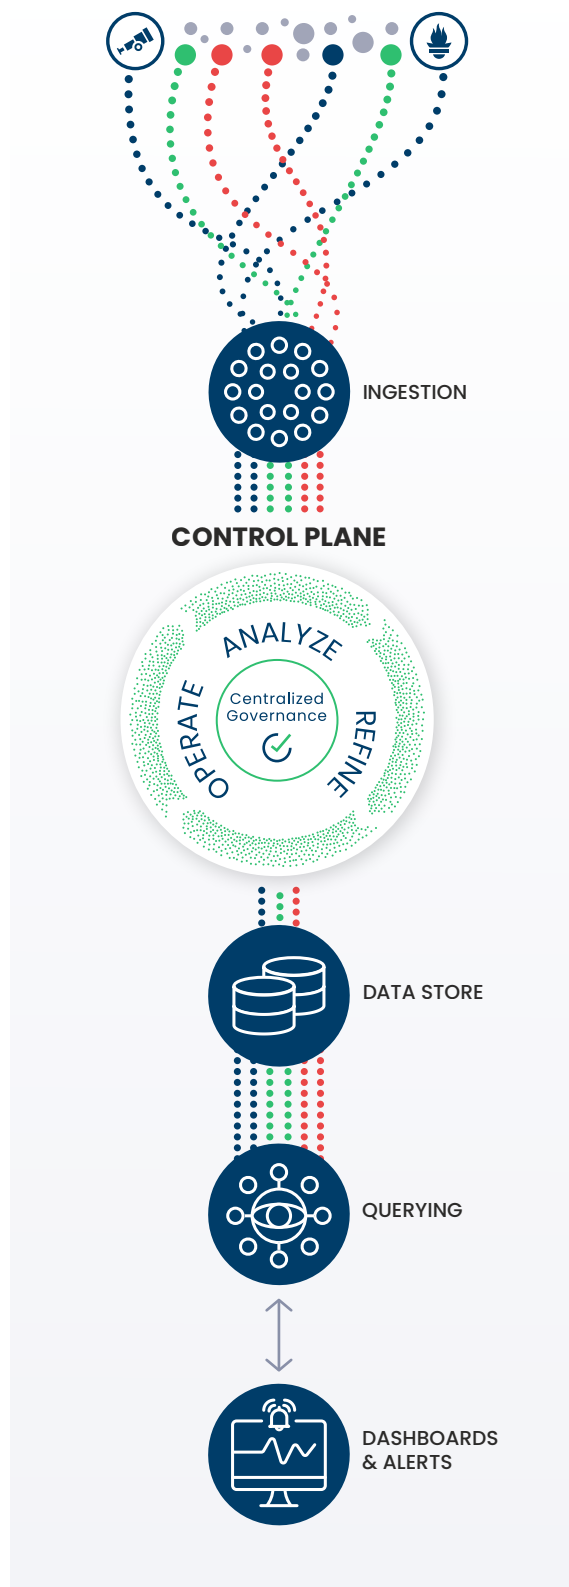 INGESTION
CONTROL PLANE
ANALYZE
OPERATE
REFINE
Centralized
Governance
DATA STORE
QUERYING
DASHBOARDS
& ALERTS